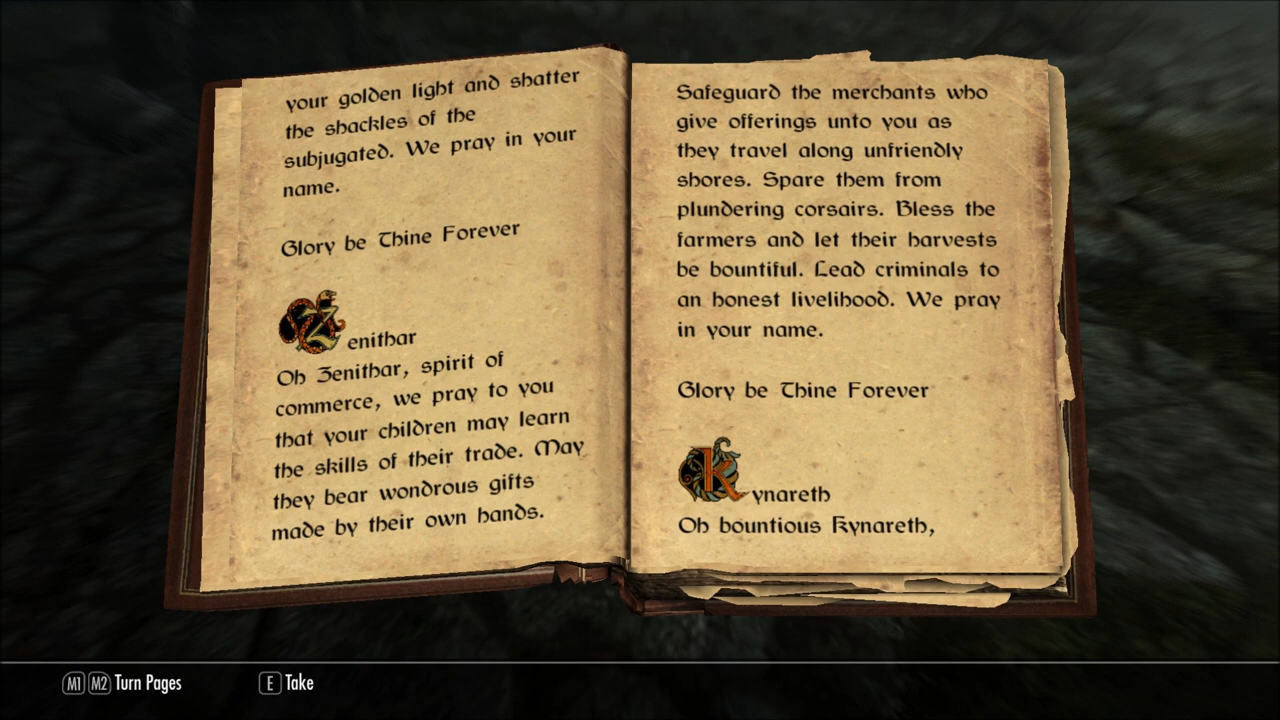 your golden light and shatter
the shackles of the
subjugated. We pray in your
name.
Glory be Thine Forever
Zenithar
Oh Zenithar, spirit of
commerce, we pray to you
that your children may learn
the skills of their trade. May
they bear wondrous gifts
made by their own hands.
Safeguard the merchants who
give offerings unto you as
they travel along unfriendly
shores. Spare them from
plundering corsairs. Bless the
farmers and let their harvests
be bountiful. Lead criminals to
an honest livelihood. We pray
in your name.
Glory be Thine Forever
Kynareth
Oh bountious Kynareth,
M1 M2 Turn Pages E Take